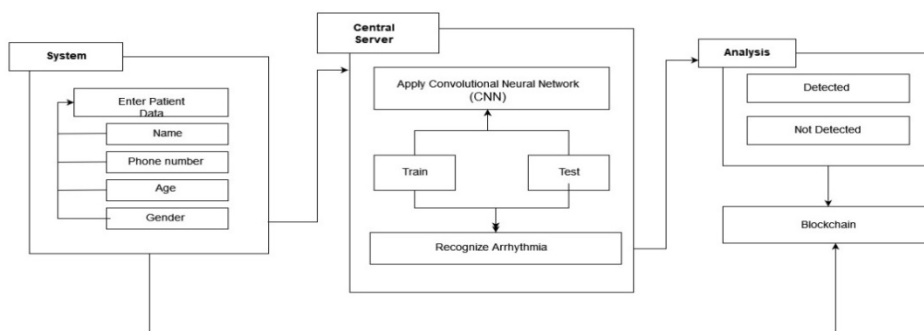 System
Enter Patient
Data
Name
Phone number
Age
Gender
Central
Server
Apply Convolutional Neural Network
(CNN)
Train
Test
Recognize Arrhythmia
Analysis
Detected
Not Detected
Blockchain